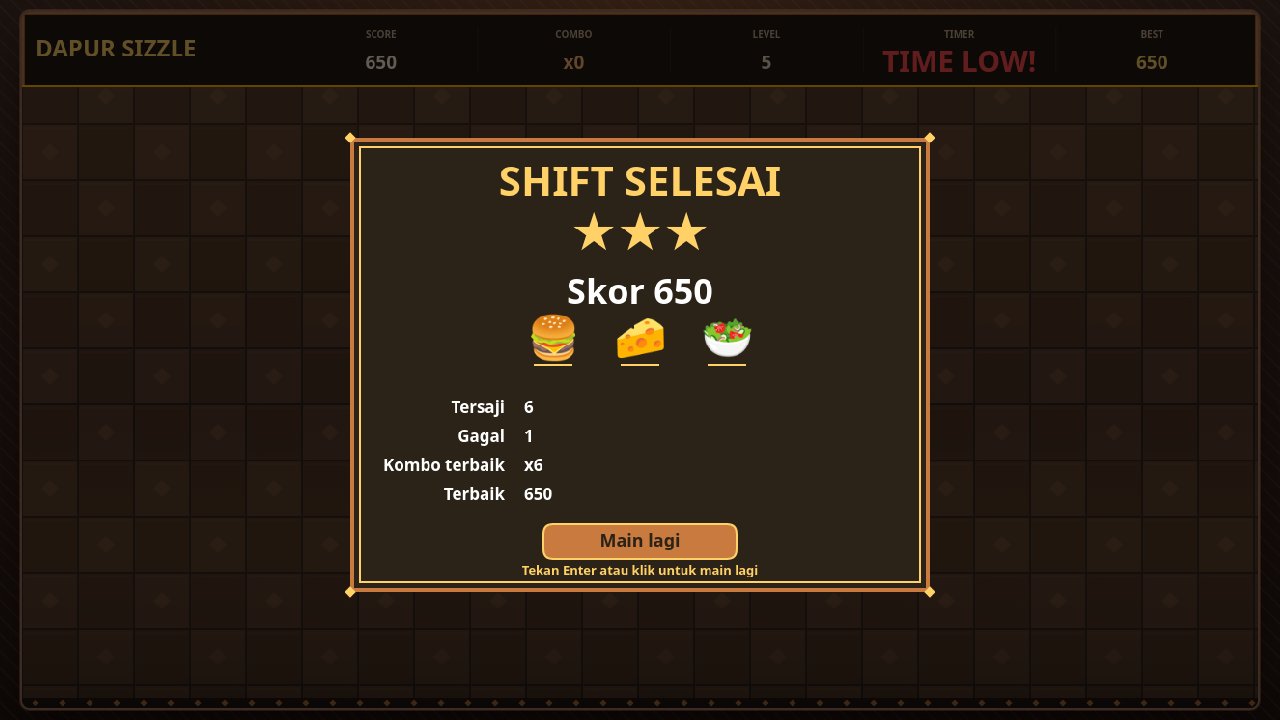 DAPUR SIZZLE
SCORE
650
COMBO
x0
LEVEL
5
TIMER
TIME LOW!
BEST
650
SHIFT SELESAI
★★★
Skor 650
Tersaji 6
Gagal 1
Kombo terbaik x6
Terbaik 650
Main lagi
Tekan Enter atau klik untuk main lagi